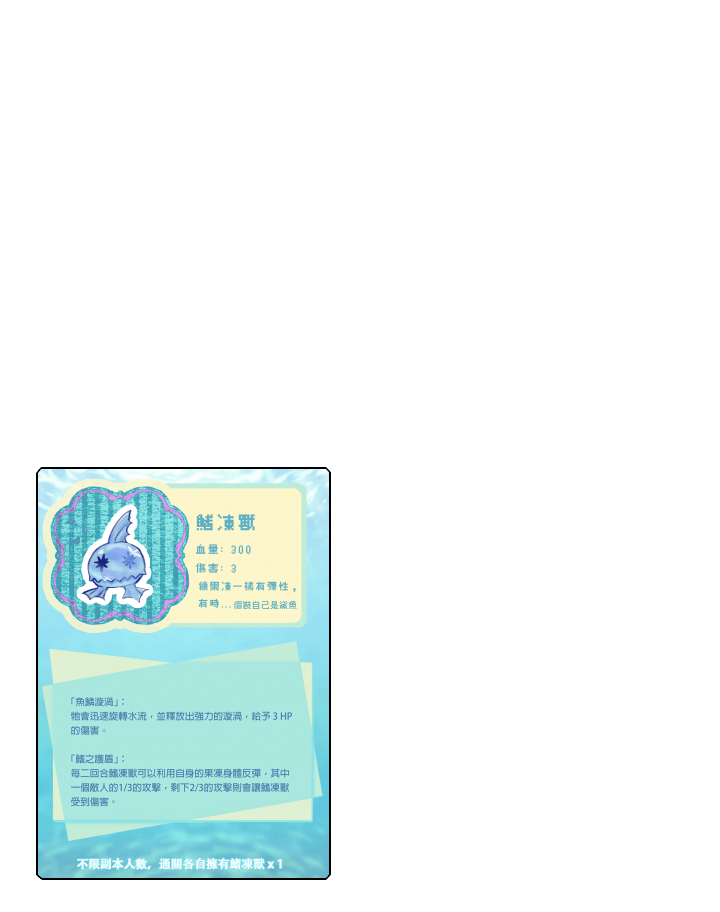 鰭凍獸
血量：300
傷害：3
像果凍一樣有彈性，
有時...假裝自己是鯊魚
「魚鱗漩渦」：
牠會迅速旋轉水流，並釋放出強力的漩渦，給予 3 HP
的傷害。
「鰭之護盾」：
每二回合鰭凍獸可以利用自身的果凍身體反彈，其中
一個敵人的1/3的攻擊，剩下2/3的攻擊則會讓鰭凍獸
受到傷害。
不限副本人數，通關各自擁有鰭凍獸 x 1